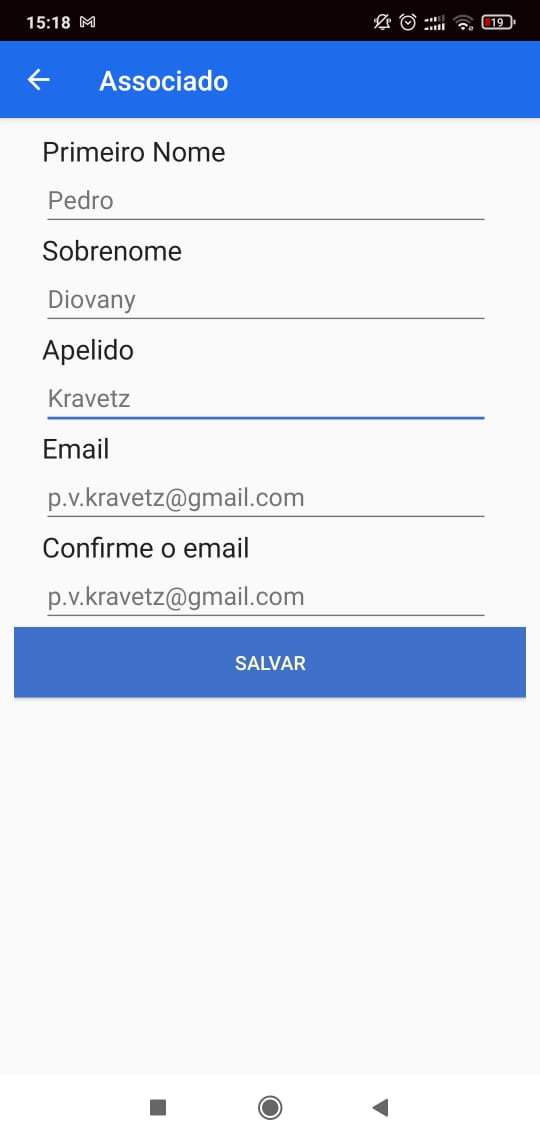 15:18
19
Associado
Primeiro Nome
Pedro
Sobrenome
Diovany
Apelido
Kravetz
Email
p.v.kravetz@gmail.com
Confirme o email
p.v.kravetz@gmail.com
SALVAR